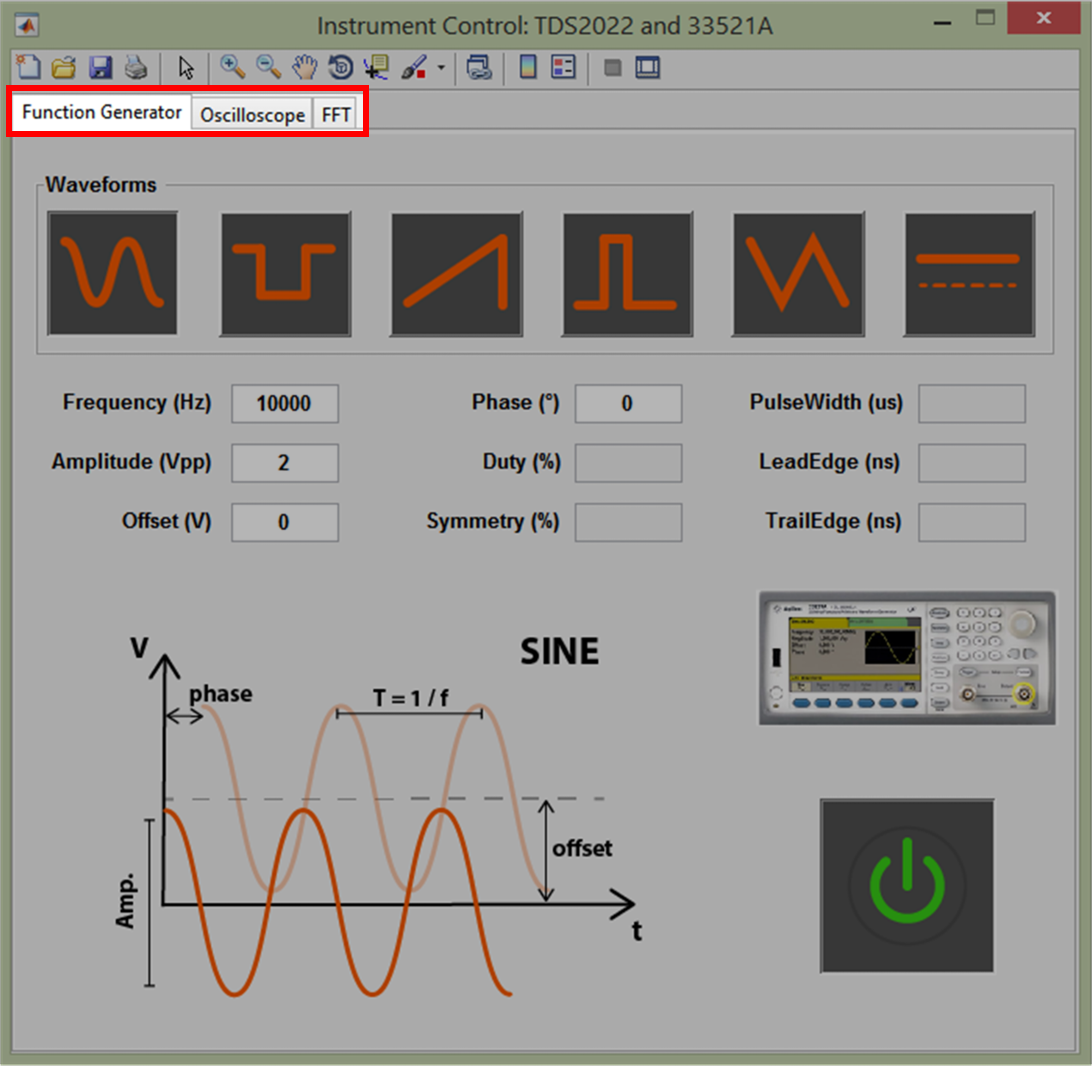 Instrument Control: TDS2022 and 33521A
Function Generator Oscilloscope FFT
Waveforms
Frequency (Hz) 10000 Phase (°) 0 PulseWidth (us)
Amplitude (Vpp) 2 Duty (%) LeadEdge (ns)
Offset (V) 0 Symmetry (%) TrailEdge (ns)
V
SINE
phase
T = 1 / f
offset
Amp.
t
Agilent